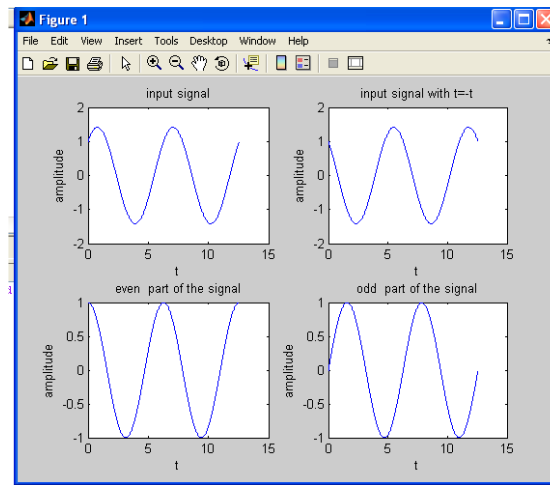 Figure 1
File Edit View Insert Tools Desktop Window Help
input signal
2
1
0
-1
-2
0 5 10 15
amplitude
t
input signal with t=-t
2
1
0
-1
-2
0 5 10 15
amplitude
t
even part of the signal
1
0.5
0
-0.5
-1
0 5 10 15
amplitude
t
odd part of the signal
1
0.5
0
-0.5
-1
0 5 10 15
amplitude
t